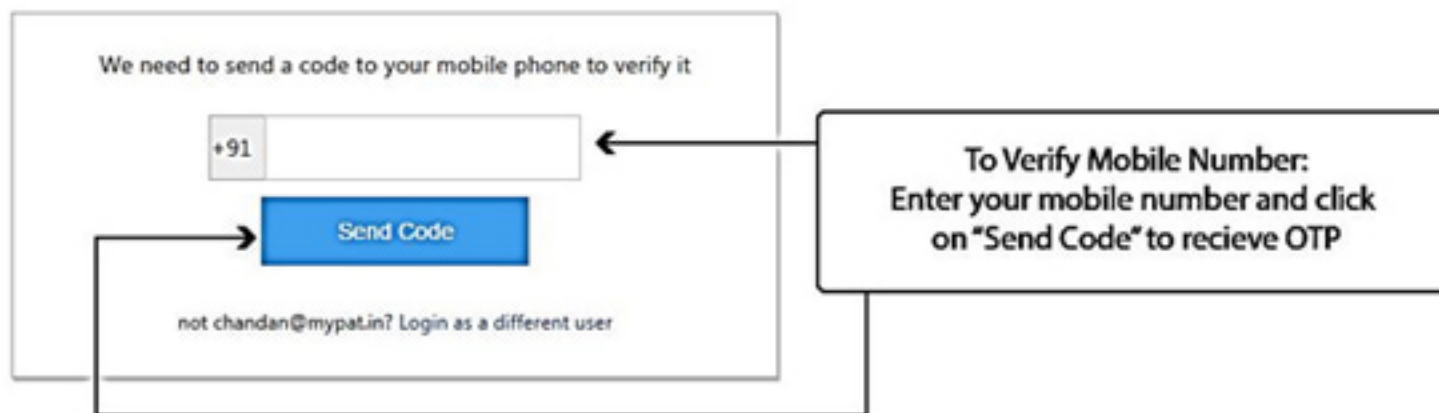 We need to send a code to your mobile phone to verify it
+91
Send Code
not chandan@mypat.in? Login as a different user
To Verify Mobile Number:
Enter your mobile number and click
on "Send Code" to recieve OTP